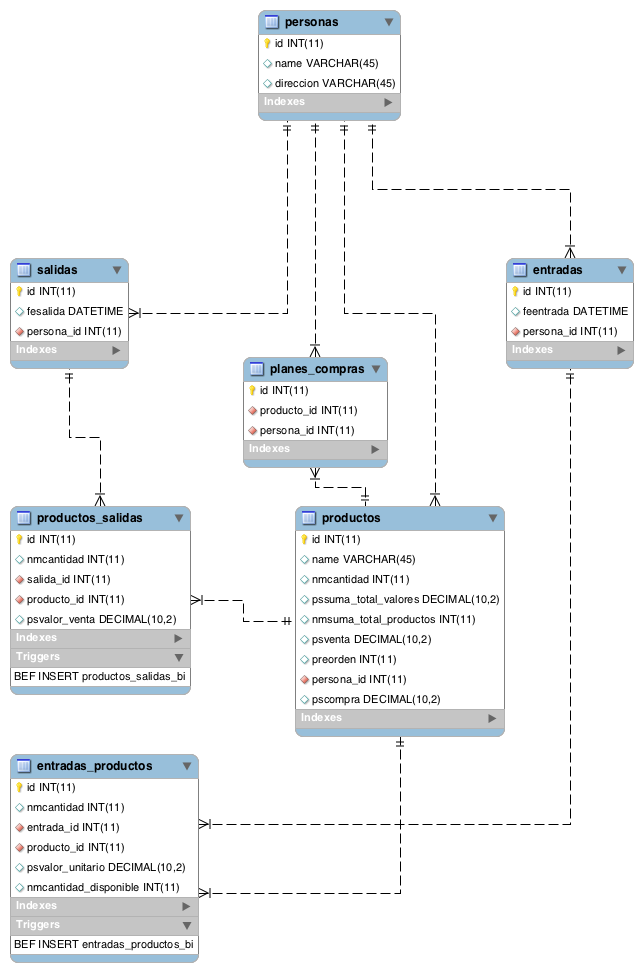 personas
id INT(11)
name VARCHAR(45)
direccion VARCHAR(45)
Indexes
salidas
id INT(11)
fesalida DATETIME
persona_id INT(11)
Indexes
entradas
id INT(11)
feentrada DATETIME
persona_id INT(11)
Indexes
planes_compras
id INT(11)
producto_id INT(11)
persona_id INT(11)
Indexes
productos_salidas
id INT(11)
nmcantidad INT(11)
salida_id INT(11)
producto_id INT(11)
psvalor_venta DECIMAL(10,2)
Indexes
Triggers
BEF INSERT productos_salidas_bi
productos
id INT(11)
name VARCHAR(45)
nmcantidad INT(11)
pssuma_total_valores DECIMAL(10,2)
nmsuma_total_productos INT(11)
psventa DECIMAL(10,2)
preorden INT(11)
persona_id INT(11)
pscompra DECIMAL(10,2)
Indexes
entradas_productos
id INT(11)
nmcantidad INT(11)
entrada_id INT(11)
producto_id INT(11)
psvalor_unitario DECIMAL(10,2)
nmcantidad_disponible INT(11)
Indexes
Triggers
BEF INSERT entradas_productos_bi